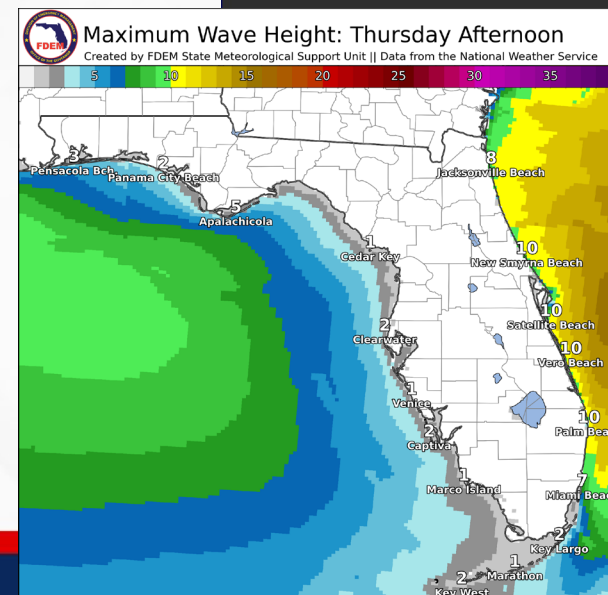 FDEM
Maximum Wave Height: Thursday Afternoon
Created by FDEM State Meteorological Support Unit || Data from the National Weather Service
5 10 15 20 25 30 35
3
Pensacola Bch.
2
Panama City Beach
8
Jacksonville Beach
5
Apalachicola
1
Cedar Key
10
New Smyrna Beach
10
Satellite Beach
2
Clearwater
10
Vero Beach
1
Venice
10
Palm Bea
2
Captiva
1
Marco Island
7
Miami Beac
2
Key Largo
1
Marathon
2
Key West